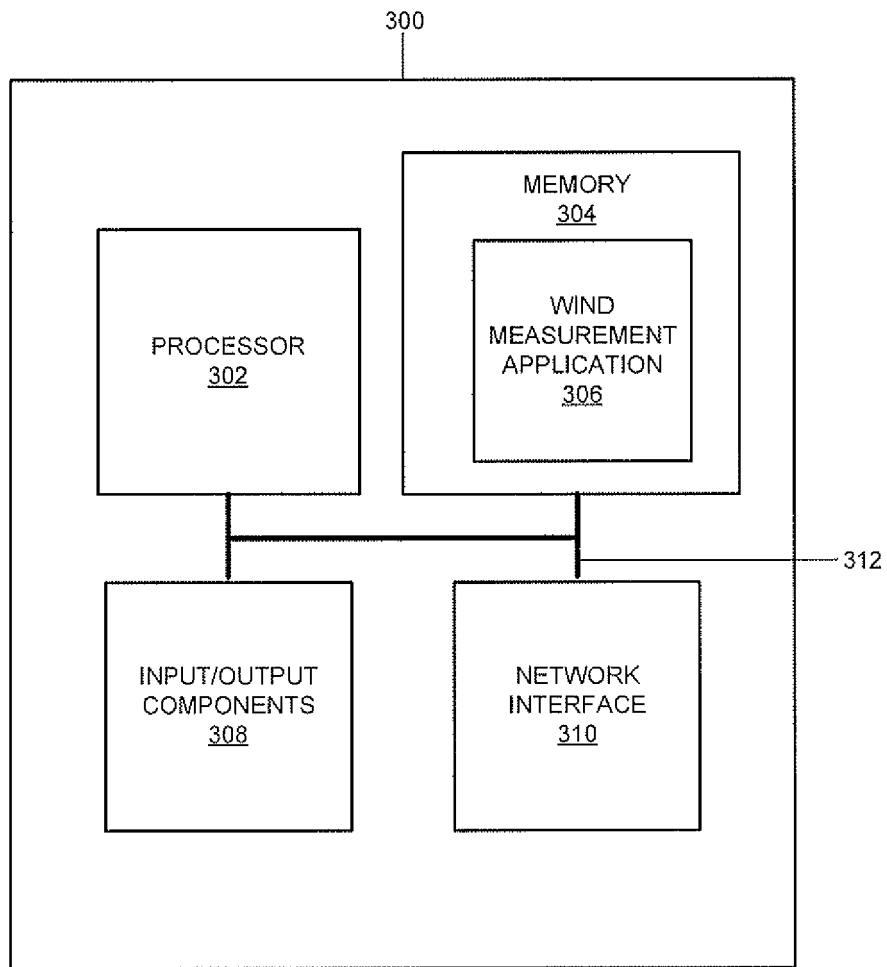 300
MEMORY
304
WIND
MEASUREMENT
APPLICATION
306
PROCESSOR
302
312
INPUT/OUTPUT
COMPONENTS
308
NETWORK
INTERFACE
310